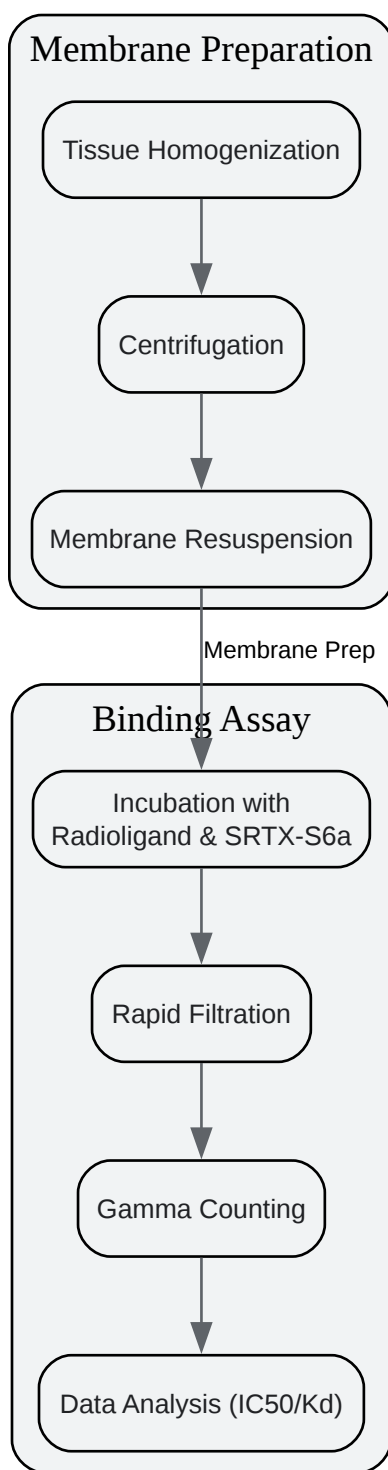 Membrane Preparation
Tissue Homogenization
Centrifugation
Membrane Resuspension
Membrane Prep
Binding Assay
Incubation with
Radioligand & SRTX-S6a
Rapid Filtration
Gamma Counting
Data Analysis (IC50/Kd)